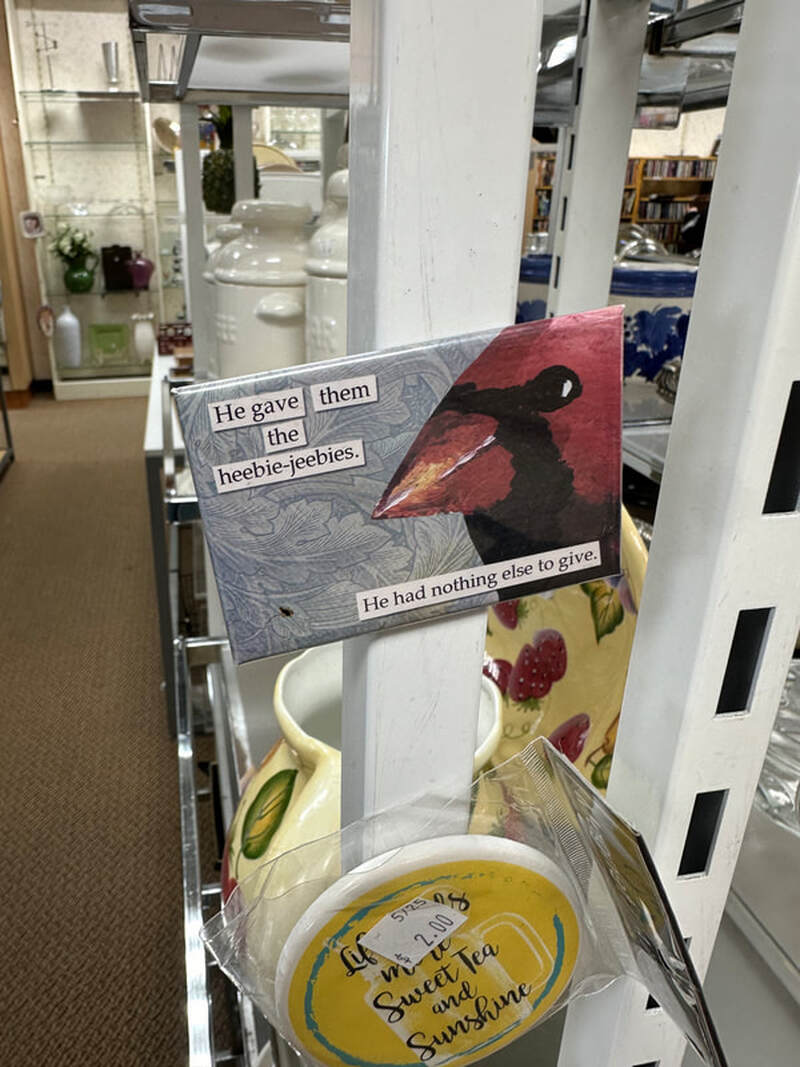 He gave them
the
heebie-jeebies.
He had nothing else to give.
5/25
2.00
Sweet Tea
and
Sunshine